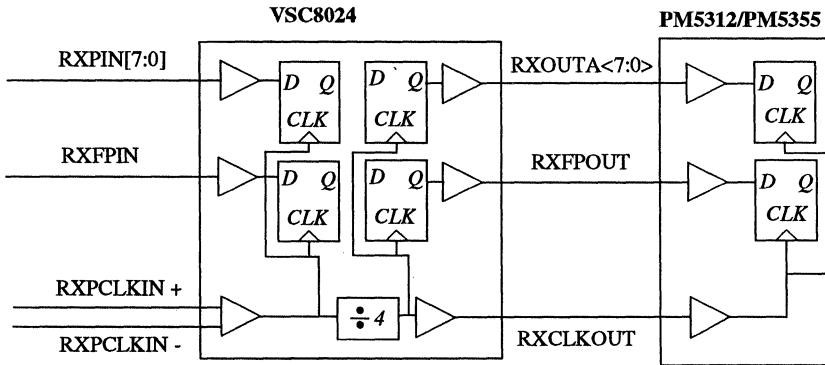 VSC8024
PM5312/PM5355
RXPIN[7:0]
RXOUTA<7:0>
D Q
CLK
D Q
CLK
D Q
CLK
RXFPIN
RXFPOUT
D Q
CLK
D Q
CLK
D Q
CLK
RXPCLKIN +
÷ 4
RXCLKOUT
RXPCLKIN -